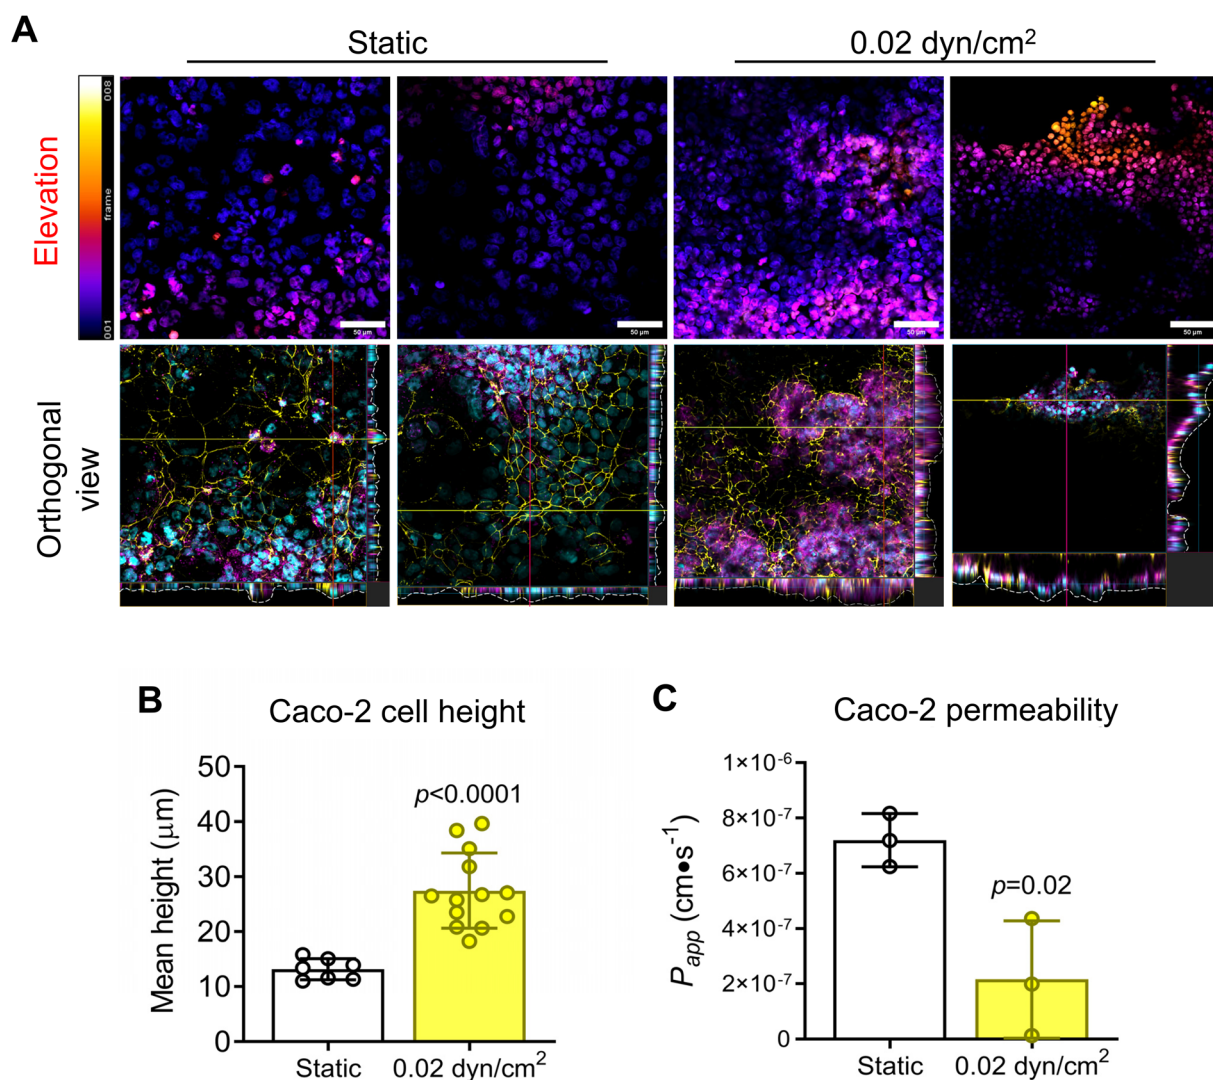 A
Static
0.02 dyn/cm²
Elevation
008
frame
001
50 µm
50 µm
50 µm
50 µm
Orthogonal
view
B
Caco-2 cell height
Mean height (μm)
50
40
30
20
10
0
p<0.0001
Static
0.02 dyn/cm²
C
Caco-2 permeability
P_app (cm•s⁻¹)
1×10⁻⁶
8×10⁻⁷
6×10⁻⁷
4×10⁻⁷
2×10⁻⁷
0
p=0.02
Static
0.02 dyn/cm²